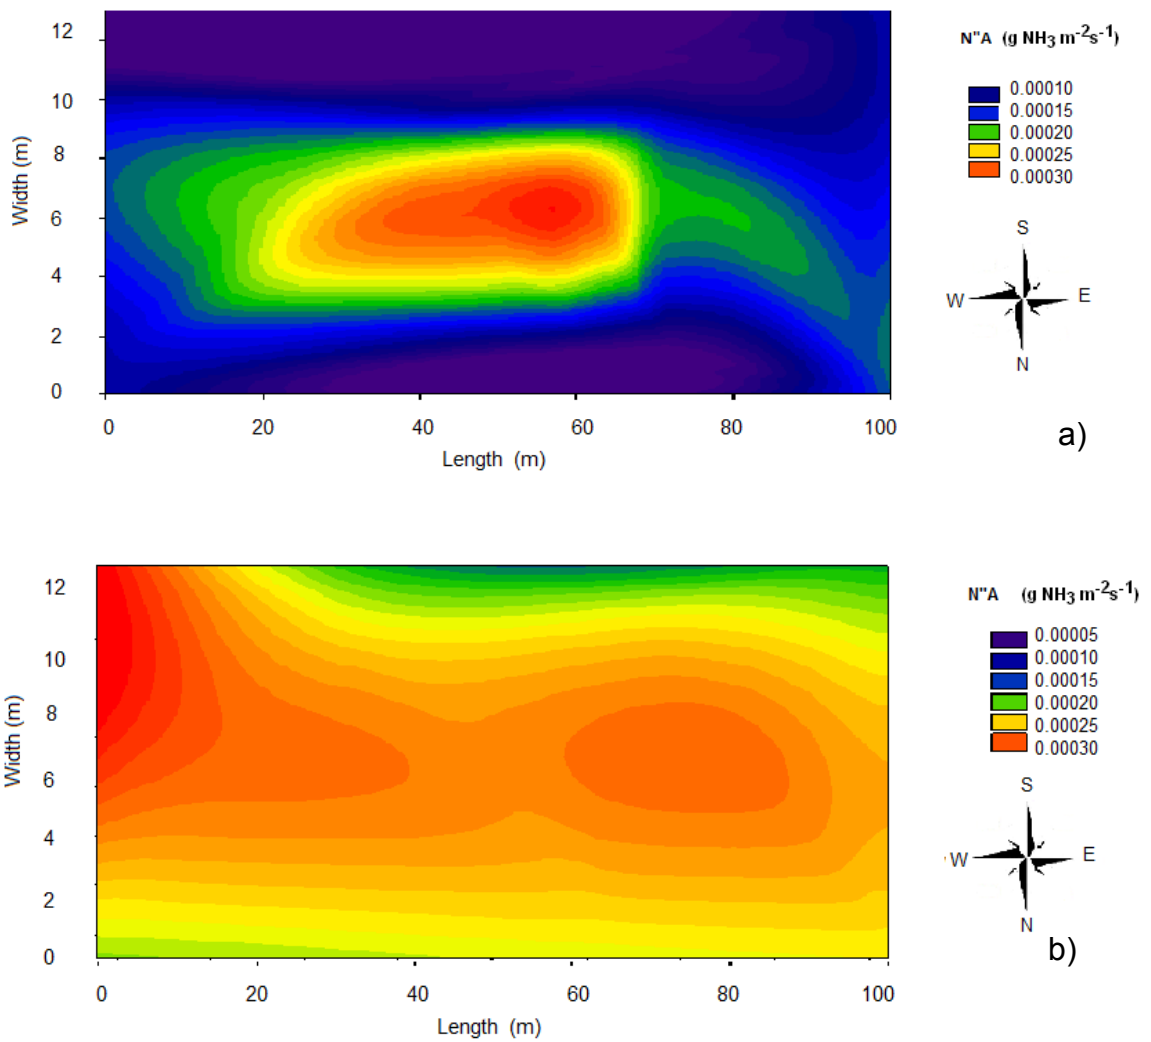 N"A (g NH3 m-2s-1)
0.00010
0.00015
0.00020
0.00025
0.00030
12
10
8
6
4
2
0
Width (m)
0 20 40 60 80 100
Length (m)
S
W E
N
a)
N"A (g NH3 m-2s-1)
0.00005
0.00010
0.00015
0.00020
0.00025
0.00030
12
10
8
6
4
2
0
Width (m)
0 20 40 60 80 100
Length (m)
S
W E
N
b)